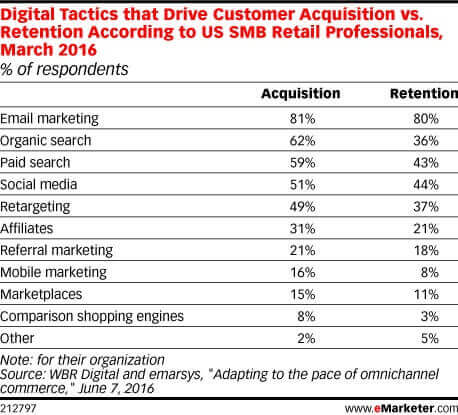 Digital Tactics that Drive Customer Acquisition vs.
Retention According to US SMB Retail Professionals,
March 2016
% of respondents
Acquisition Retention
Email marketing 81% 80%
Organic search 62% 36%
Paid search 59% 43%
Social media 51% 44%
Retargeting 49% 37%
Affiliates 31% 21%
Referral marketing 21% 18%
Mobile marketing 16% 8%
Marketplaces 15% 11%
Comparison shopping engines 8% 3%
Other 2% 5%
Note: for their organization
Source: WBR Digital and emarsys, "Adapting to the pace of omnichannel
commerce," June 7, 2016
212797 www.eMarketer.com